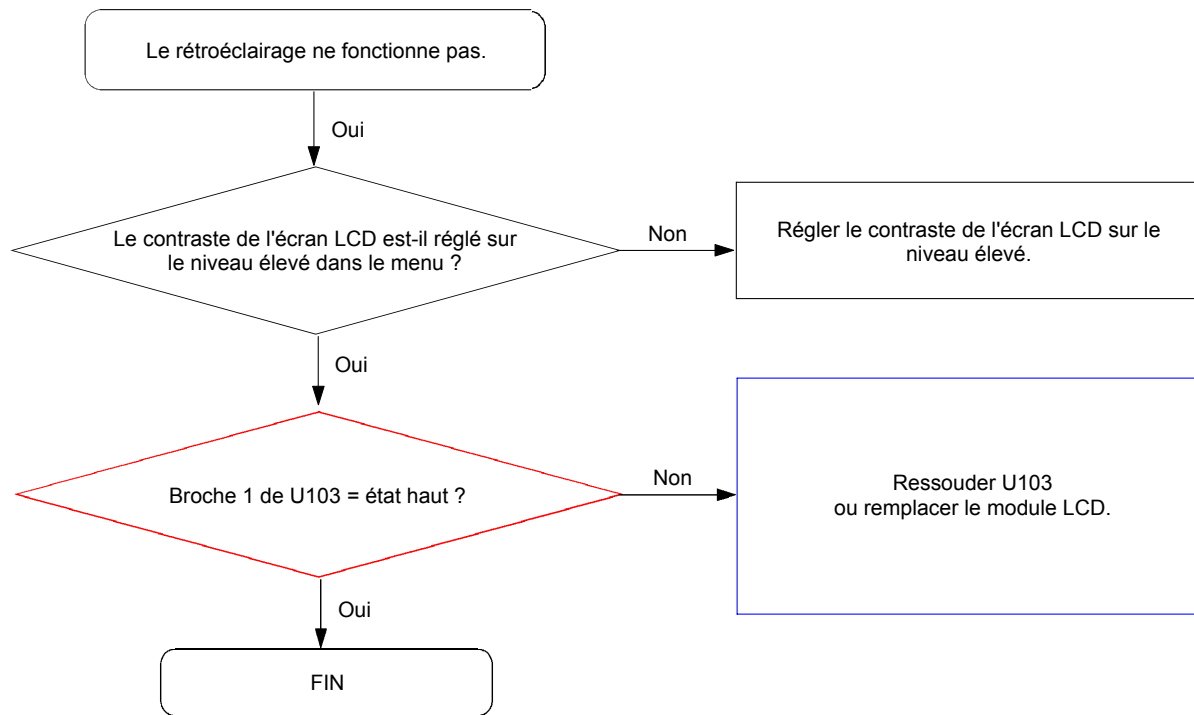 Le rétroéclairage ne fonctionne pas.
Oui
Le contraste de l'écran LCD est-il réglé sur
le niveau élevé dans le menu ?
Non
Régler le contraste de l'écran LCD sur le
niveau élevé.
Oui
Broche 1 de U103 = état haut ?
Non
Ressouder U103
ou remplacer le module LCD.
Oui
FIN